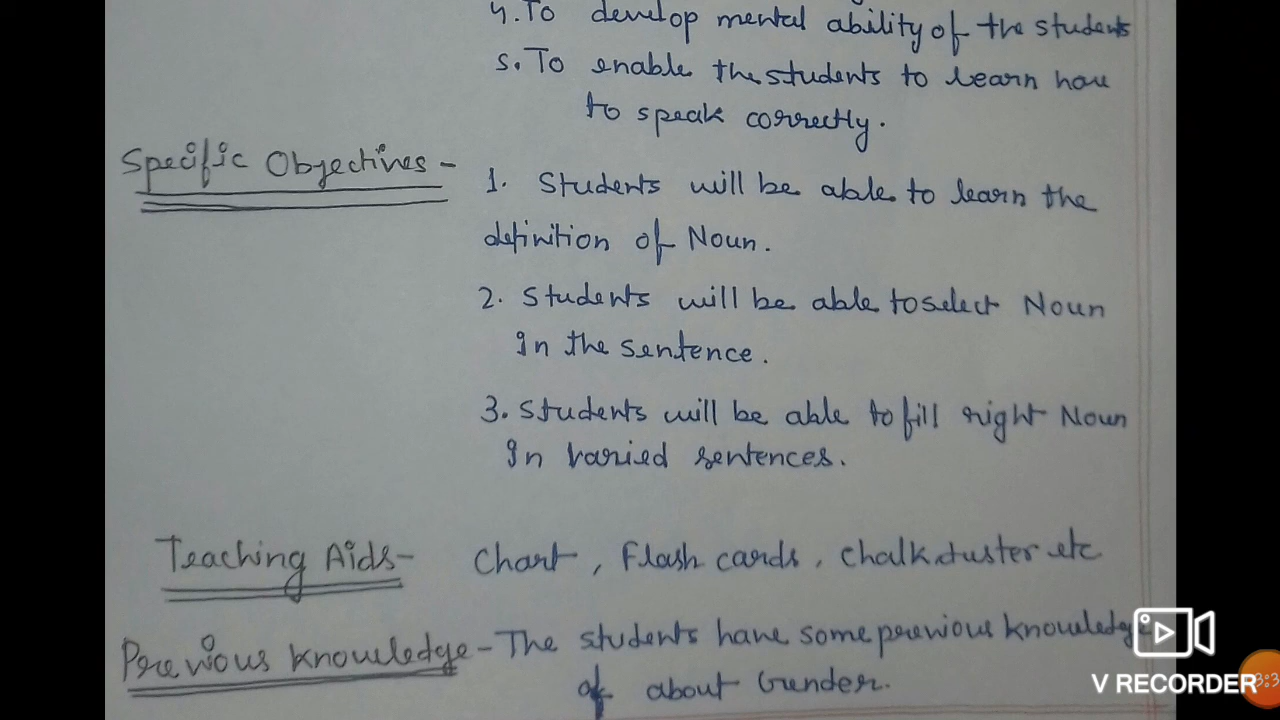 4. To develop mental ability of the students
5. To enable the students to learn how
to speak correctly.
Specific Objectives - 1. Students will be able to learn the
definition of Noun.
2. Students will be able to select Noun
In the sentence.
3. Students will be able to fill right Noun
In varied sentences.
Teaching Aids - Chart, Flash cards, chalk duster etc
Previous knowledge - The students have some previous knowledge
of about Gender.
V RECORDER